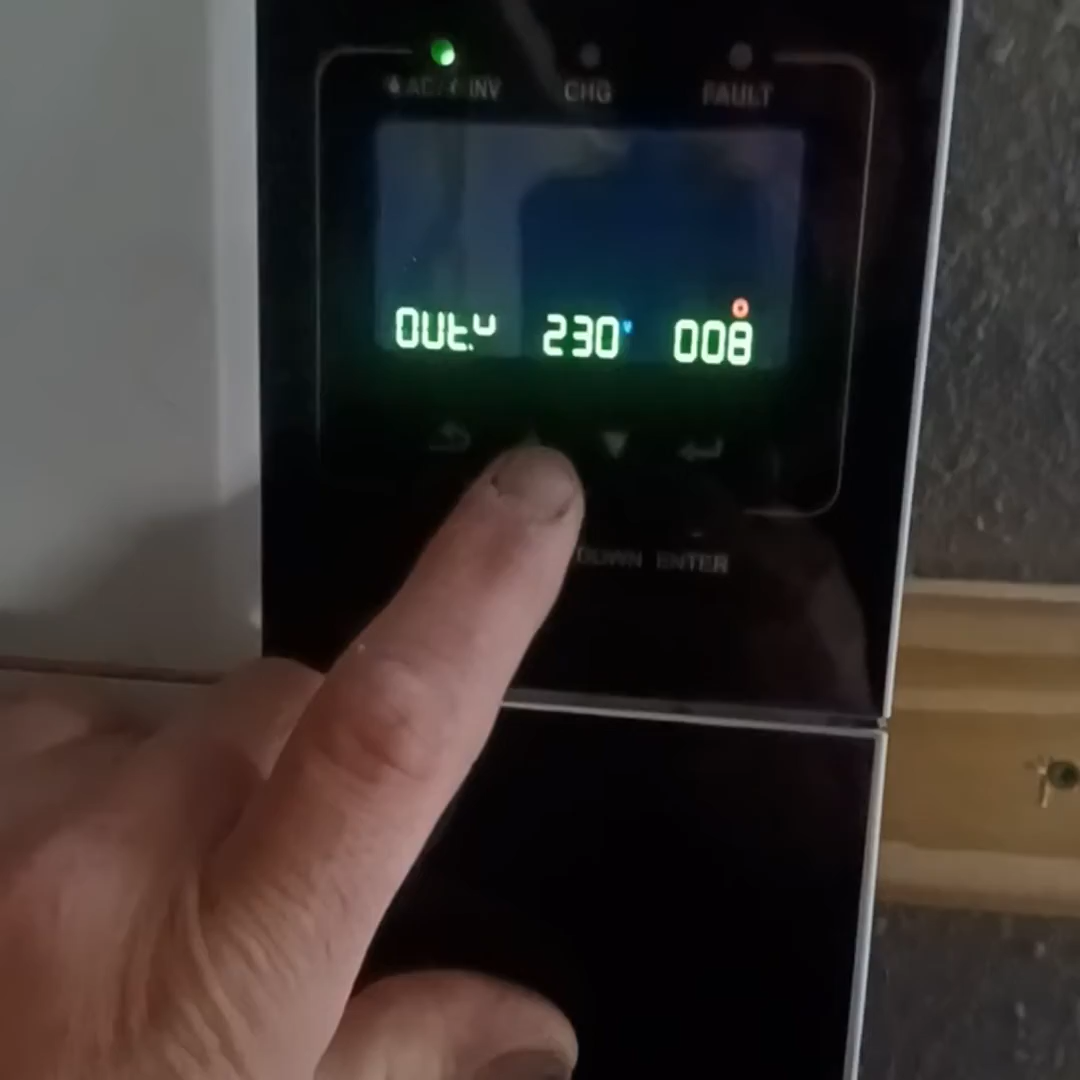 AC/ INV CHG FAULT
OUt.u 230v 008
DOWN ENTER